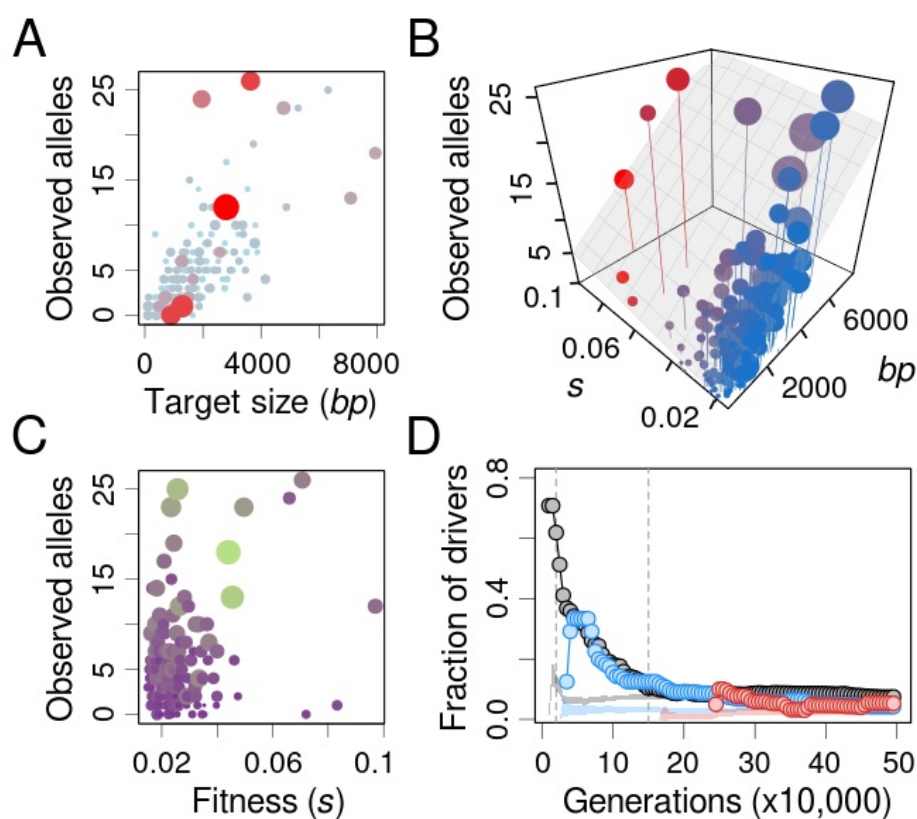 A
Observed alleles
25
15
5
0
0
4000
8000
Target size (bp)
B
Observed alleles
25
15
5
0.1
0.06
0.02
s
2000
6000
bp
C
Observed alleles
25
15
5
0
0.02
0.06
0.1
Fitness (s)
D
Fraction of drivers
0.8
0.4
0.0
0
10
20
30
40
50
Generations (x10,000)